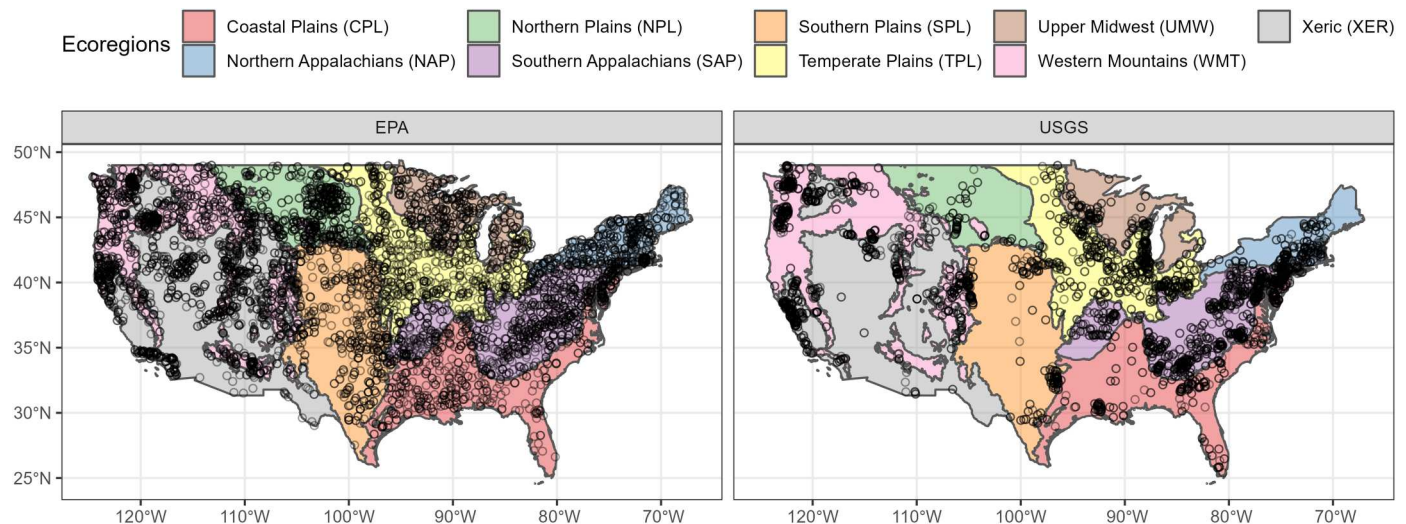 Ecoregions
Coastal Plains (CPL) Northern Plains (NPL) Southern Plains (SPL) Upper Midwest (UMW) Xeric (XER)
Northern Appalachians (NAP) Southern Appalachians (SAP) Temperate Plains (TPL) Western Mountains (WMT)
EPA USGS
50°N
45°N
40°N
35°N
30°N
25°N
120°W 110°W 100°W 90°W 80°W 70°W 120°W 110°W 100°W 90°W 80°W 70°W